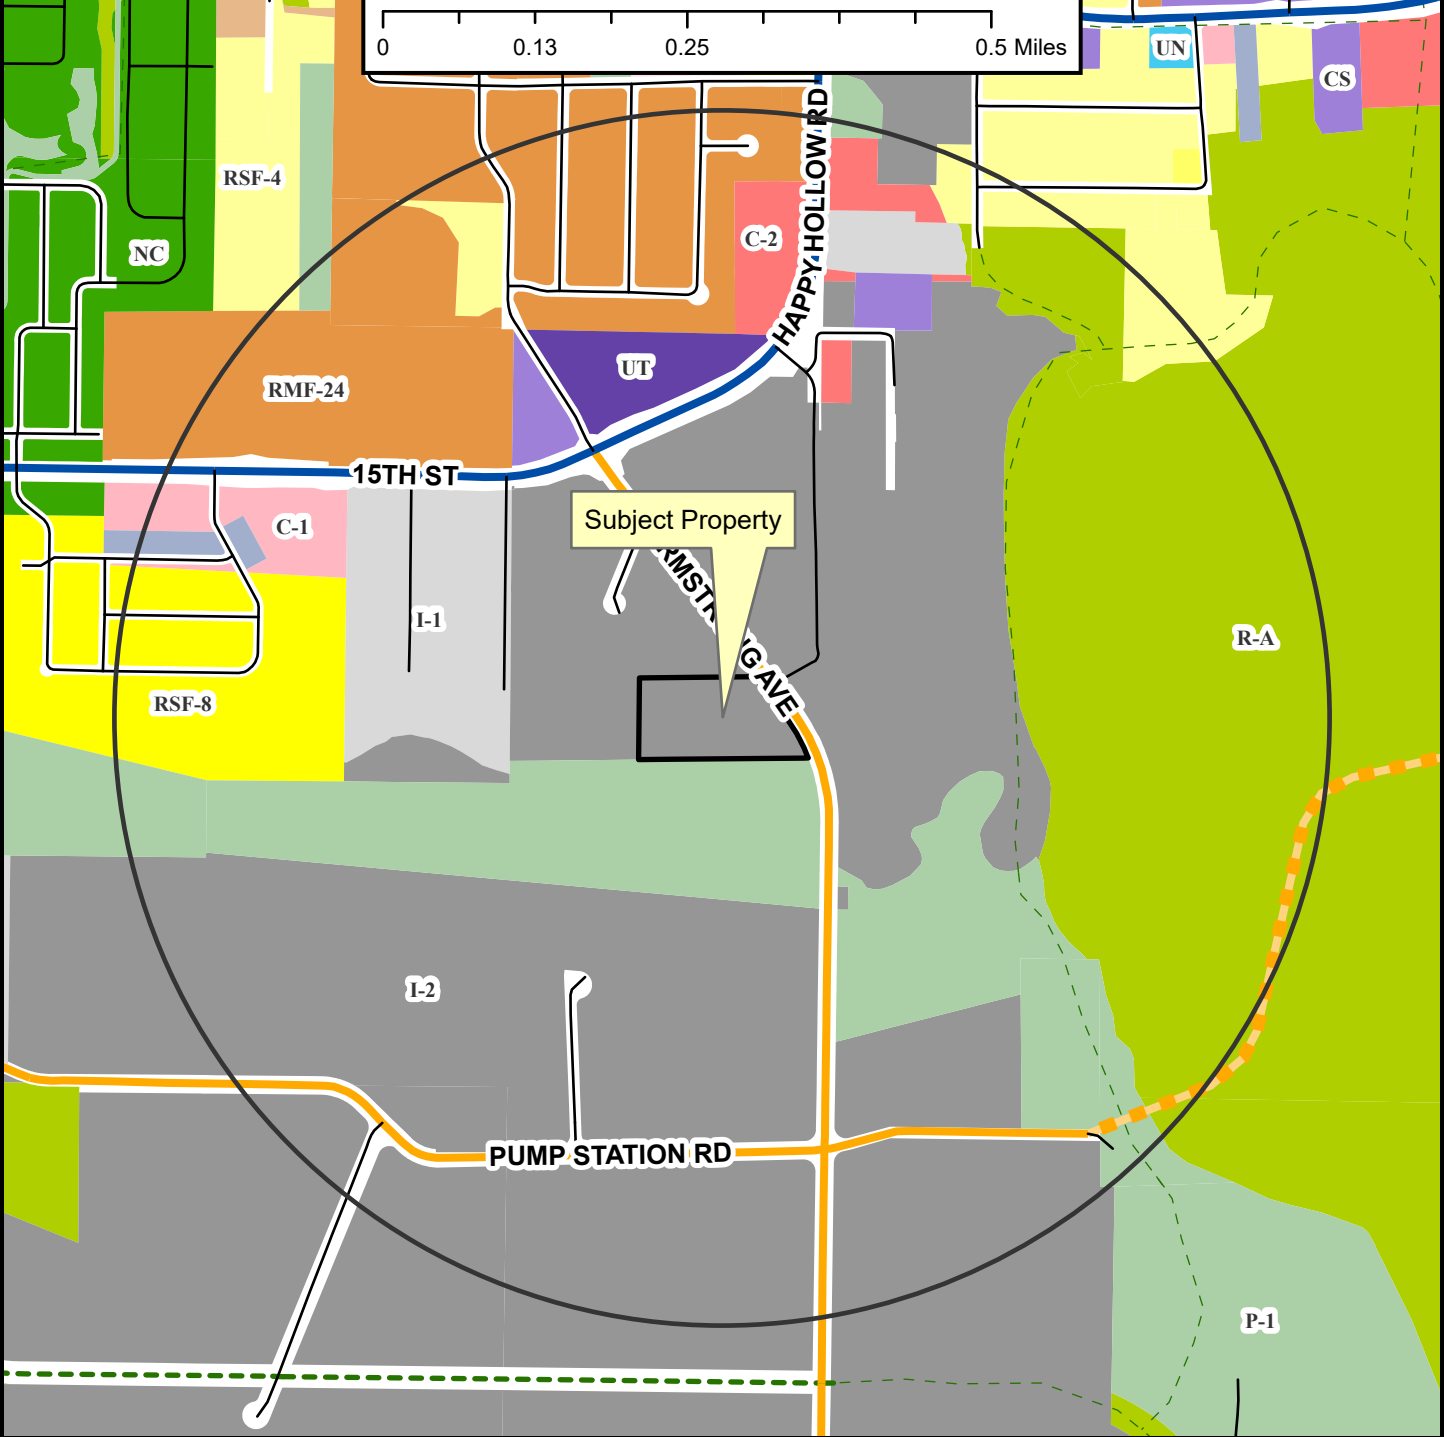 0 0.13 0.25 0.5 Miles
UN
CS
HAPPY HOLLOW RD
RSF-4
C-2
NC
UT
RMF-24
15TH ST
Subject Property
C-1
I-1
R-A
RSF-8
I-2
PUMP STATION RD
P-1